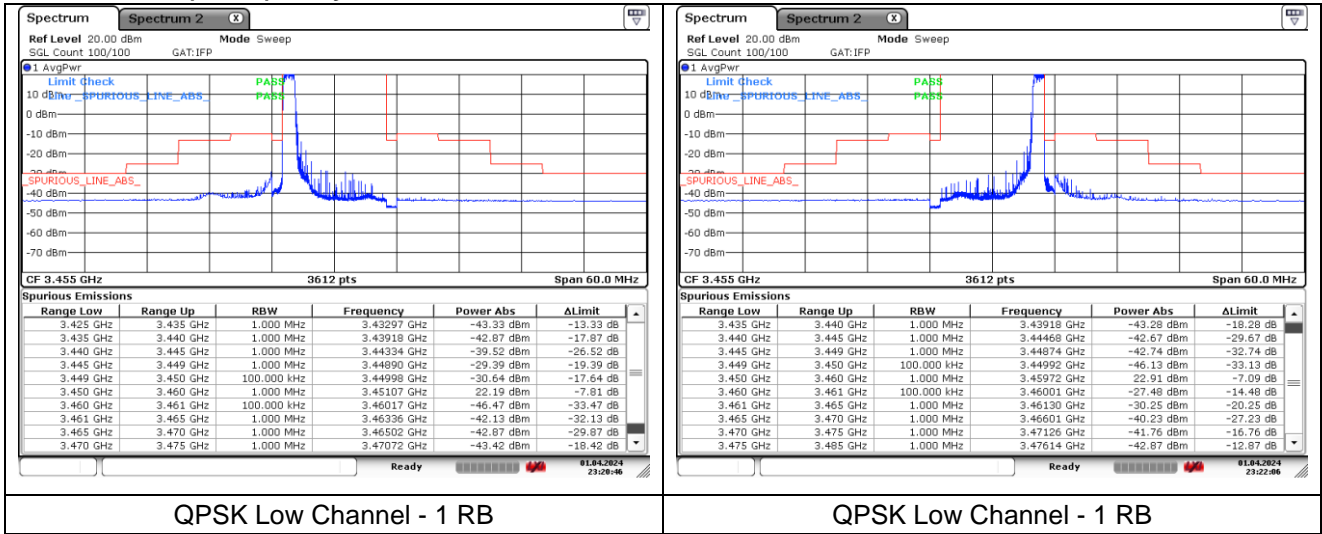 Spectrum Spectrum 2 X
Ref Level 20.00 dBm Mode Sweep
SGL Count 100/100 GAT:IFP
1 AvgPwr
Limit Check PASS
10 dBm Line _SPURIOUS_LINE_ABS_ PASS
0 dBm
-10 dBm
-20 dBm
-30 dBm
_SPURIOUS_LINE_ABS_
-40 dBm
-50 dBm
-60 dBm
-70 dBm
CF 3.455 GHz 3612 pts Span 60.0 MHz
Spurious Emissions
Range Low Range Up RBW Frequency Power Abs ΔLimit
3.425 GHz 3.435 GHz 1.000 MHz 3.43297 GHz -43.33 dBm -13.33 dB
3.435 GHz 3.440 GHz 1.000 MHz 3.43918 GHz -42.87 dBm -17.87 dB
3.440 GHz 3.445 GHz 1.000 MHz 3.44334 GHz -39.52 dBm -26.52 dB
3.445 GHz 3.449 GHz 1.000 MHz 3.44890 GHz -29.39 dBm -19.39 dB
3.449 GHz 3.450 GHz 100.000 kHz 3.44998 GHz -30.64 dBm -17.64 dB
3.450 GHz 3.460 GHz 1.000 MHz 3.45107 GHz 22.19 dBm -7.81 dB
3.460 GHz 3.461 GHz 100.000 kHz 3.46017 GHz -46.47 dBm -33.47 dB
3.461 GHz 3.465 GHz 1.000 MHz 3.46336 GHz -42.13 dBm -32.13 dB
3.465 GHz 3.470 GHz 1.000 MHz 3.46502 GHz -42.87 dBm -29.87 dB
3.470 GHz 3.475 GHz 1.000 MHz 3.47072 GHz -43.42 dBm -18.42 dB
Ready 01.04.2024
23:20:46
QPSK Low Channel - 1 RB
Spectrum Spectrum 2 X
Ref Level 20.00 dBm Mode Sweep
SGL Count 100/100 GAT:IFP
1 AvgPwr
Limit Check PASS
10 dBm Line _SPURIOUS_LINE_ABS_ PASS
0 dBm
-10 dBm
-20 dBm
-30 dBm
_SPURIOUS_LINE_ABS_
-40 dBm
-50 dBm
-60 dBm
-70 dBm
CF 3.455 GHz 3612 pts Span 60.0 MHz
Spurious Emissions
Range Low Range Up RBW Frequency Power Abs ΔLimit
3.435 GHz 3.440 GHz 1.000 MHz 3.43918 GHz -43.28 dBm -18.28 dB
3.440 GHz 3.445 GHz 1.000 MHz 3.44468 GHz -42.67 dBm -29.67 dB
3.445 GHz 3.449 GHz 1.000 MHz 3.44874 GHz -42.74 dBm -32.74 dB
3.449 GHz 3.450 GHz 100.000 kHz 3.44992 GHz -46.13 dBm -33.13 dB
3.450 GHz 3.460 GHz 1.000 MHz 3.45972 GHz 22.91 dBm -7.09 dB
3.460 GHz 3.461 GHz 100.000 kHz 3.46001 GHz -27.48 dBm -14.48 dB
3.461 GHz 3.465 GHz 1.000 MHz 3.46130 GHz -30.25 dBm -20.25 dB
3.465 GHz 3.470 GHz 1.000 MHz 3.46601 GHz -40.23 dBm -27.23 dB
3.470 GHz 3.475 GHz 1.000 MHz 3.47126 GHz -41.76 dBm -16.76 dB
3.475 GHz 3.485 GHz 1.000 MHz 3.47614 GHz -42.87 dBm -12.87 dB
Ready 01.04.2024
23:22:06
QPSK Low Channel - 1 RB